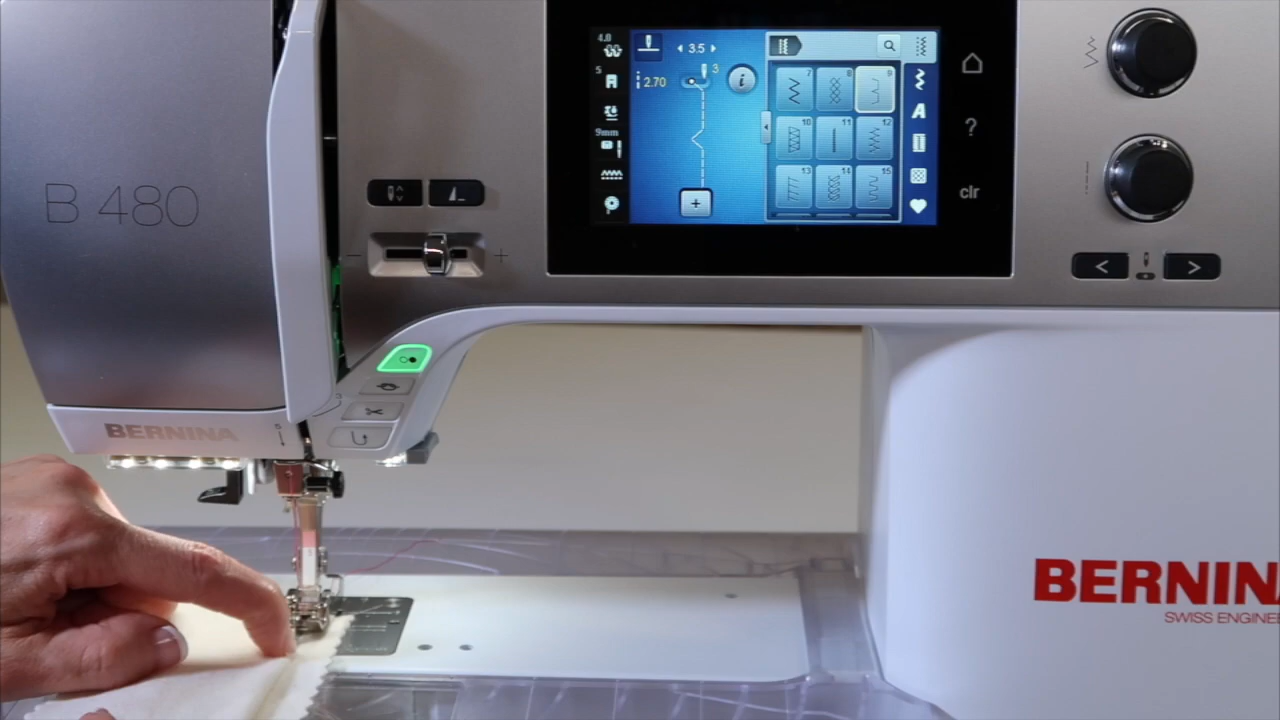 B 480
4.0
5
9mm
3.5
2.70
3
i
+
7
8
9
10
11
12
13
14
15
A
?
clr
− +
< >
BERNINA
BERNIN
SWISS ENGINE